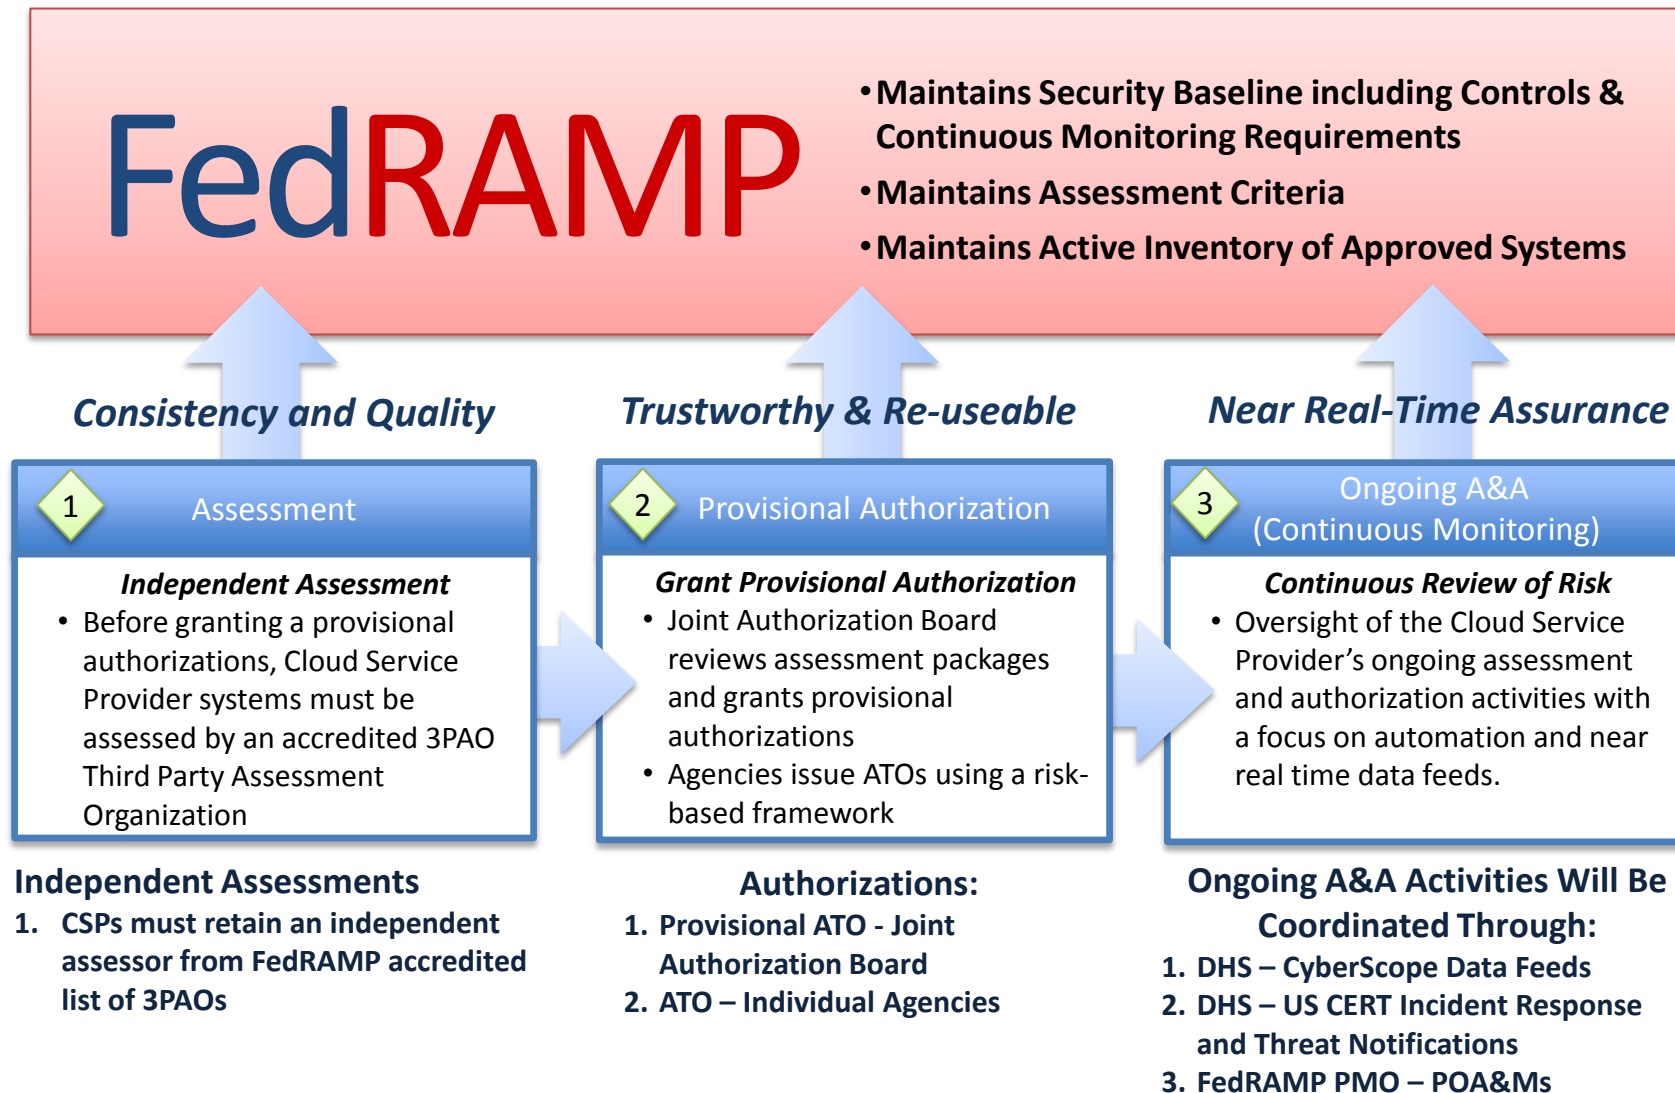 FedRAMP
•Maintains Security Baseline including Controls &
Continuous Monitoring Requirements
•Maintains Assessment Criteria
•Maintains Active Inventory of Approved Systems
Consistency and Quality
Trustworthy & Re-useable
Near Real-Time Assurance
1
Assessment
Independent Assessment
• Before granting a provisional
authorizations, Cloud Service
Provider systems must be
assessed by an accredited 3PAO
Third Party Assessment
Organization
2
Provisional Authorization
Grant Provisional Authorization
• Joint Authorization Board
reviews assessment packages
and grants provisional
authorizations
• Agencies issue ATOs using a risk-
based framework
3
Ongoing A&A
(Continuous Monitoring)
Continuous Review of Risk
• Oversight of the Cloud Service
Provider’s ongoing assessment
and authorization activities with
a focus on automation and near
real time data feeds.
Independent Assessments
1. CSPs must retain an independent
assessor from FedRAMP accredited
list of 3PAOs
Authorizations:
1. Provisional ATO - Joint
Authorization Board
2. ATO – Individual Agencies
Ongoing A&A Activities Will Be
Coordinated Through:
1. DHS – CyberScope Data Feeds
2. DHS – US CERT Incident Response
and Threat Notifications
3. FedRAMP PMO – POA&Ms